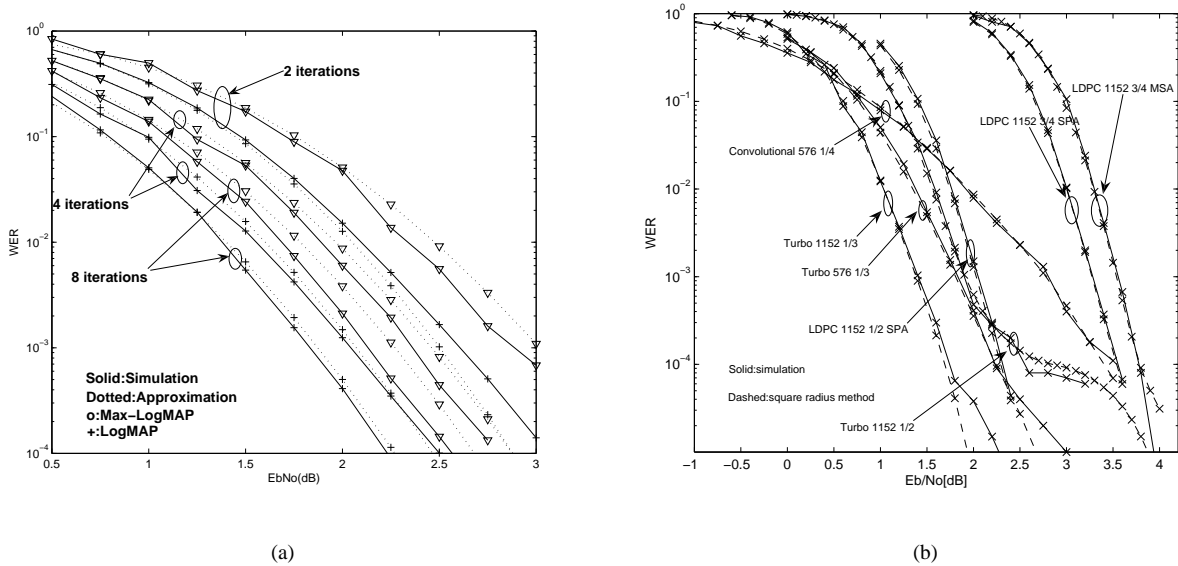 10^0
10^-1
10^-2
10^-3
10^-4
WER
0.5 1 1.5 2 2.5 3
EbNo(dB)
2 iterations
4 iterations
8 iterations
Solid:Simulation
Dotted:Approximation
o:Max−LogMAP
+:LogMAP
(a)
10^0
10^-1
10^-2
10^-3
10^-4
WER
−1 −0.5 0 0.5 1 1.5 2 2.5 3 3.5 4
Eb/No[dB]
LDPC 1152 3/4 MSA
LDPC 1152 3/4 SPA
Convolutional 576 1/4
Turbo 1152 1/3
Turbo 576 1/3
LDPC 1152 1/2 SPA
Turbo 1152 1/2
Solid:simulation
Dashed:square radius method
(b)